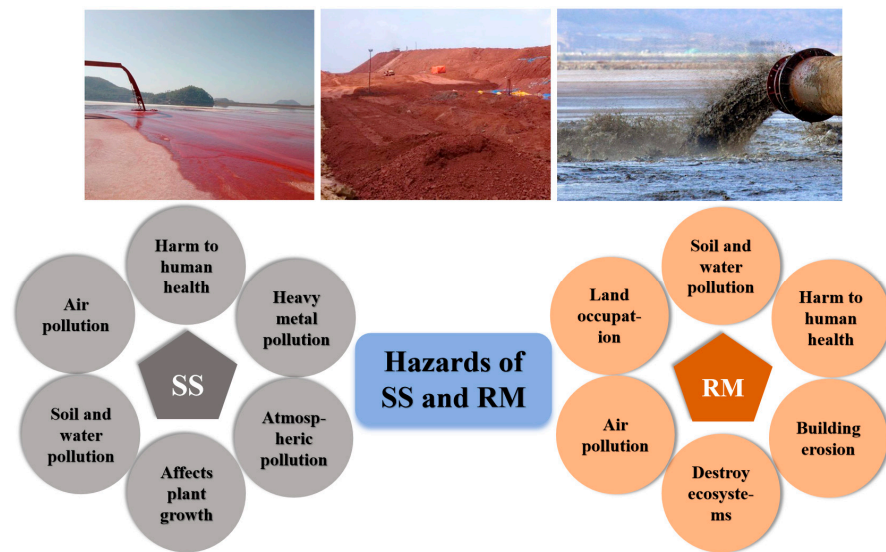 Harm to
human
health
Air
pollution
Heavy
metal
pollution
SS
Soil and
water
pollution
Atmosp-
heric
pollution
Affects
plant
growth
Hazards of
SS and RM
Soil and
water
pollution
Land
occupat-
ion
Harm to
human
health
RM
Air
pollution
Building
erosion
Destroy
ecosyste-
ms